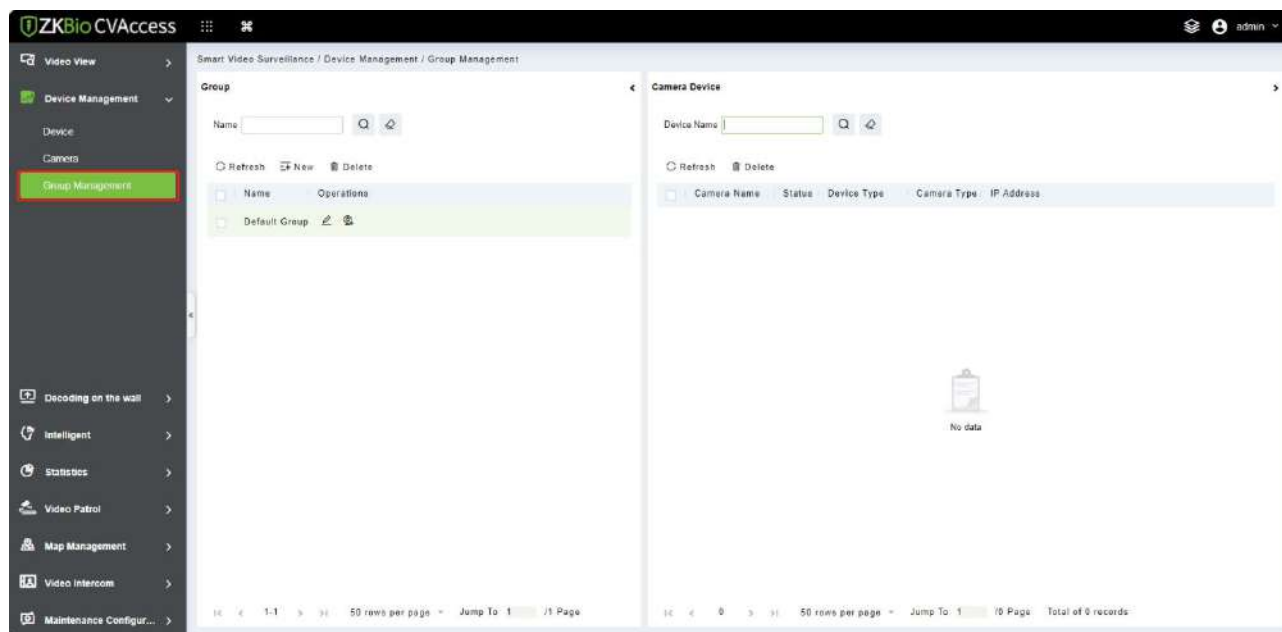 ZKBio CVAccess
admin
Video View
Device Management
Device
Camera
Group Management
Decoding on the wall
Intelligent
Statistics
Video Patrol
Map Management
Video Intercom
Maintenance Configur...
Smart Video Surveillance / Device Management / Group Management
Group
Name
Refresh New Delete
Name Operations
Default Group
1-1 50 rows per page Jump To 1 /1 Page
Camera Device
Device Name
Refresh Delete
Camera Name Status Device Type Camera Type IP Address
No data
0 50 rows per page Jump To 1 /0 Page Total of 0 records